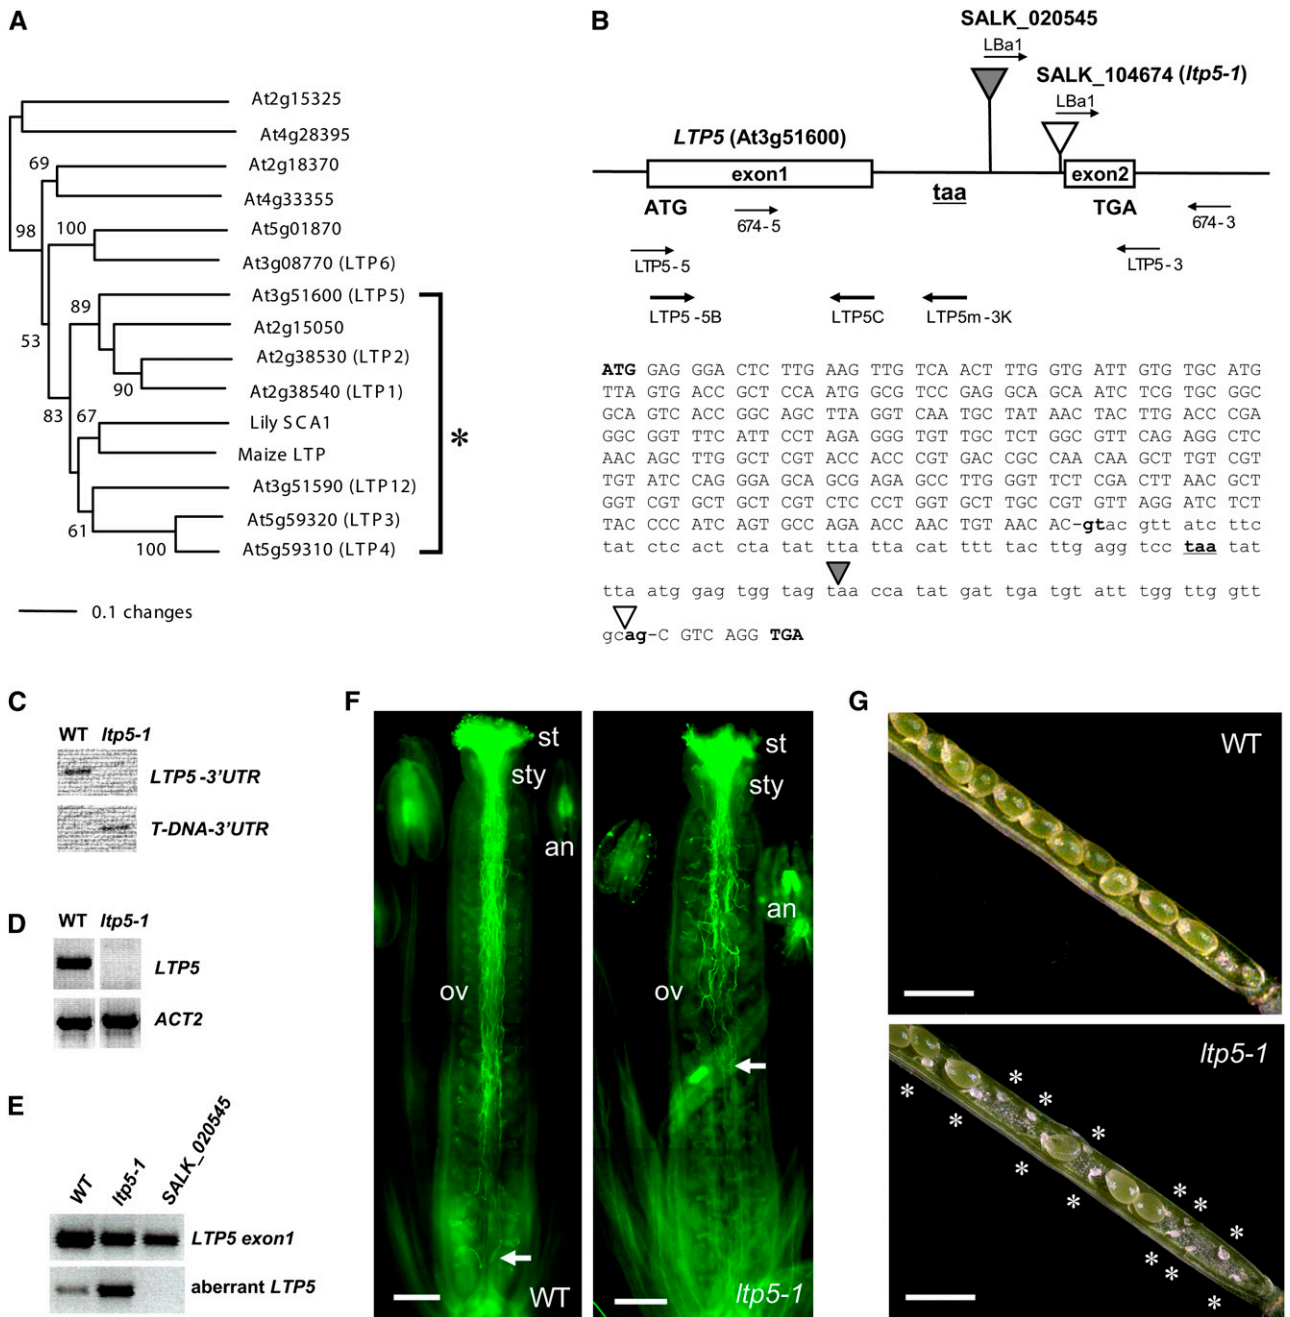 A
At2g15325
At4g28395
69
At2g18370
At4g33355
98
100
At5g01870
At3g08770 (LTP6)
89
At3g51600 (LTP5)
53
At2g15050
At2g38530 (LTP2)
90
At2g38540 (LTP1)
83
67
Lily SCA1
*
Maize LTP
At3g51590 (LTP12)
61
At5g59320 (LTP3)
100
At5g59310 (LTP4)
0.1 changes
B
SALK_020545
LBa1
SALK_104674 (ltp5-1)
LBa1
LTP5 (At3g51600)
exon1
exon2
taa
ATG
TGA
674-5
674-3
LTP5-5
LTP5-3
LTP5-5B
LTP5C
LTP5m-3K
ATG GAG GGA CTC TTG AAG TTG TCA ACT TTG GTG ATT GTG TGC ATG
TTA GTG ACC GCT CCA ATG GCG TCC GAG GCA GCA ATC TCG TGC GGC
GCA GTC ACC GGC AGC TTA GGT CAA TGC TAT AAC TAC TTG ACC CGA
GGC GGT TTC ATT CCT AGA GGG TGT TGC TCT GGC GTT CAG AGG CTC
AAC AGC TTG GCT CGT ACC ACC CGT GAC CGC CAA CAA GCT TGT CGT
TGT ATC CAG GGA GCA GCG AGA GCC TTG GGT TCT CGA CTT AAC GCT
GGT CGT GCT GCT CGT CTC CCT GGT GCT TGC CGT GTT AGG ATC TCT
TAC CCC ATC AGT GCC AGA ACC AAC TGT AAC AC-gtac gtt atc ttc
tat ctc act cta tat tta tta cat ttt tac ttg agg tcc taa tat
tta atg gag tgg tag taa cca tat gat tga tgt att tgg ttg gtt
gcag-C GTC AGG TGA
C
WT ltp5-1
LTP5-3'UTR
T-DNA-3'UTR
D
WT ltp5-1
LTP5
ACT2
E
WT
ltp5-1
SALK_020545
LTP5 exon1
aberrant LTP5
F
st
sty
an
ov
WT
st
sty
an
ov
ltp5-1
G
WT
ltp5-1
* * * * * * * * * * * * * *